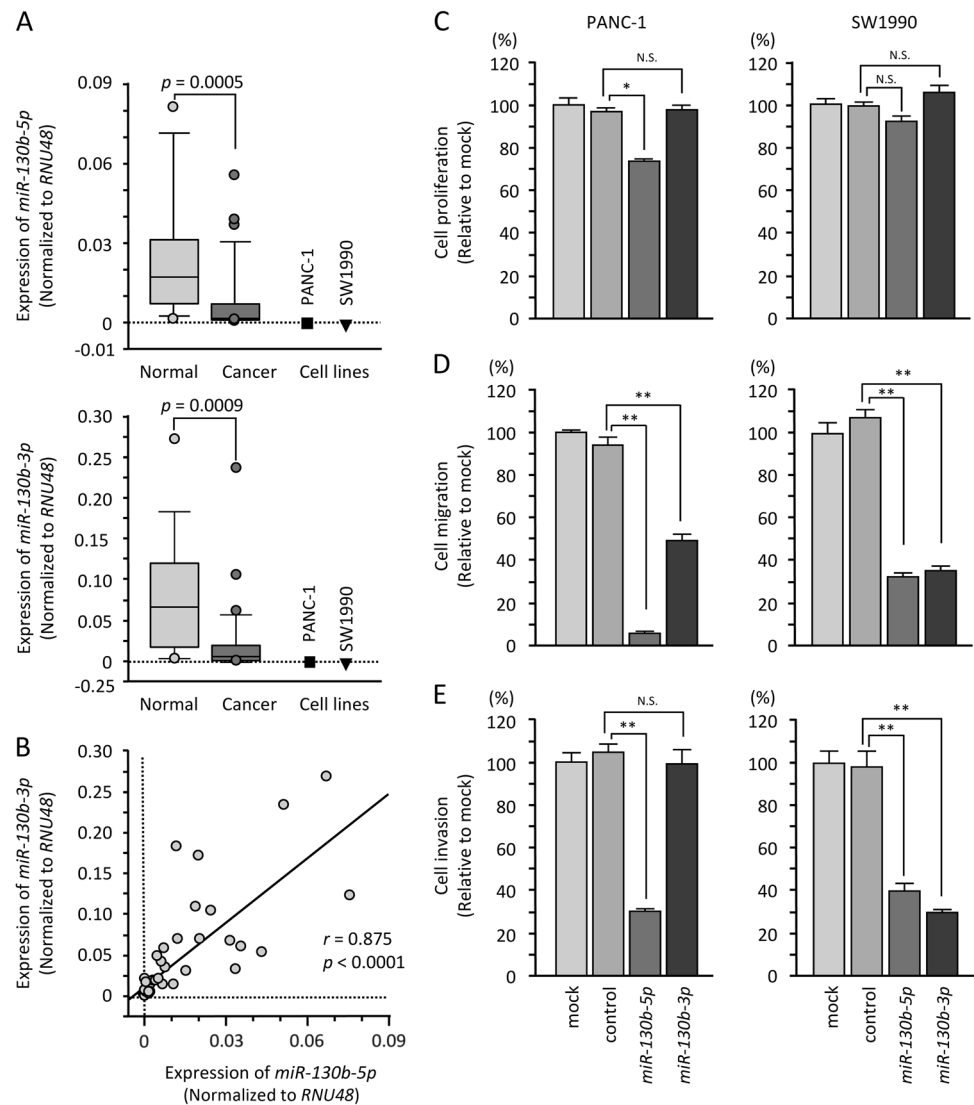 A
Expression of miR-130b-5p
(Normalized to RNU48)
0.09
0.06
0.03
0
-0.01
p = 0.0005
PANC-1
SW1990
Normal
Cancer
Cell lines
Expression of miR-130b-3p
(Normalized to RNU48)
0.30
0.25
0.20
0.15
0.10
0.05
0
-0.25
p = 0.0009
PANC-1
SW1990
Normal
Cancer
Cell lines
B
Expression of miR-130b-3p
(Normalized to RNU48)
0.30
0.25
0.20
0.15
0.10
0.05
0
r = 0.875
p < 0.0001
0
0.03
0.06
0.09
Expression of miR-130b-5p
(Normalized to RNU48)
C
PANC-1
SW1990
Cell proliferation
(Relative to mock)
(%)
120
100
80
60
40
20
0
N.S.
*
(%)
120
100
80
60
40
20
0
N.S.
N.S.
D
Cell migration
(Relative to mock)
(%)
120
100
80
60
40
20
0
**
**
(%)
120
100
80
60
40
20
0
**
**
E
Cell invasion
(Relative to mock)
(%)
120
100
80
60
40
20
0
N.S.
**
mock
control
miR-130b-5p
miR-130b-3p
(%)
120
100
80
60
40
20
0
**
**
mock
control
miR-130b-5p
miR-130b-3p